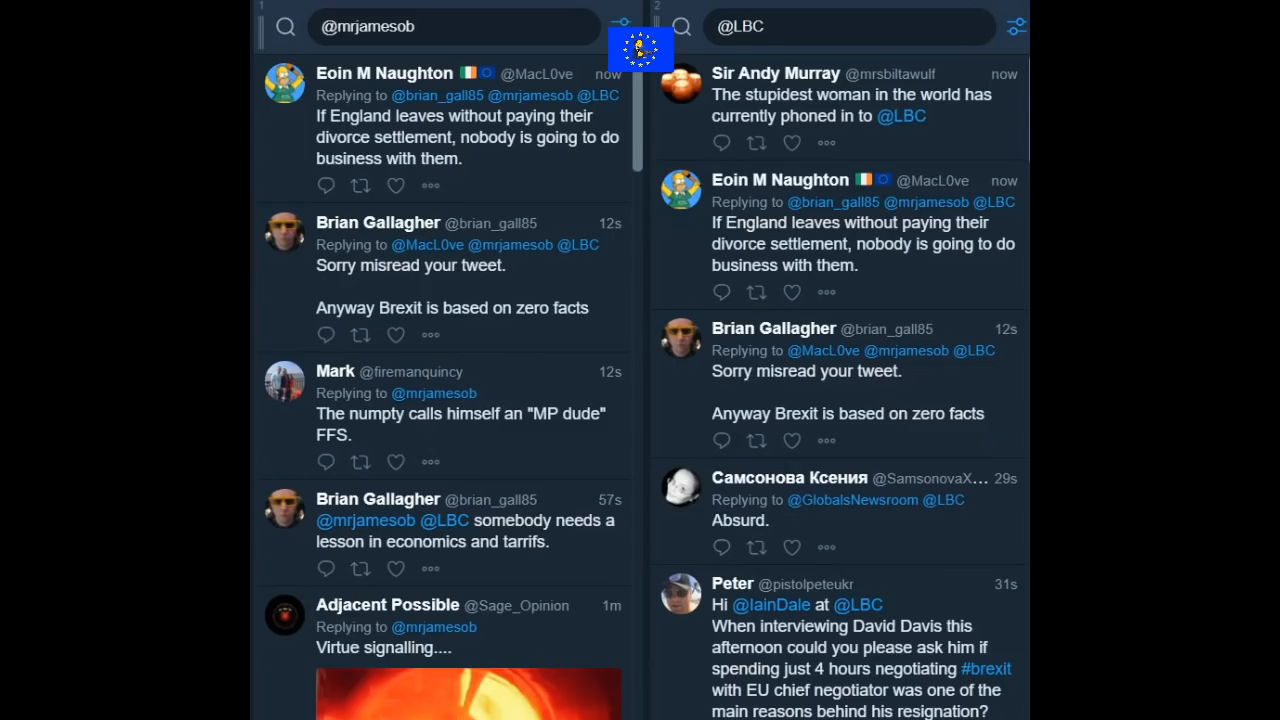 1
@mrjamesob
Eoin M Naughton @MacL0ve now
Replying to @brian_gall85 @mrjamesob @LBC
If England leaves without paying their
divorce settlement, nobody is going to do
business with them.
Brian Gallagher @brian_gall85 12s
Replying to @MacL0ve @mrjamesob @LBC
Sorry misread your tweet.
Anyway Brexit is based on zero facts
Mark @firemanquincy 12s
Replying to @mrjamesob
The numpty calls himself an "MP dude"
FFS.
Brian Gallagher @brian_gall85 57s
@mrjamesob @LBC somebody needs a
lesson in economics and tarrifs.
Adjacent Possible @Sage_Opinion 1m
Replying to @mrjamesob
Virtue signalling....
2
@LBC
Sir Andy Murray @mrsbiltawulf now
The stupidest woman in the world has
currently phoned in to @LBC
Eoin M Naughton @MacL0ve now
Replying to @brian_gall85 @mrjamesob @LBC
If England leaves without paying their
divorce settlement, nobody is going to do
business with them.
Brian Gallagher @brian_gall85 12s
Replying to @MacL0ve @mrjamesob @LBC
Sorry misread your tweet.
Anyway Brexit is based on zero facts
Самсонова Ксения @SamsonovaX... 29s
Replying to @GlobalsNewsroom @LBC
Absurd.
Peter @pistolpeteukr 31s
Hi @IainDale at @LBC
When interviewing David Davis this
afternoon could you please ask him if
spending just 4 hours negotiating #brexit
with EU chief negotiator was one of the
main reasons behind his resignation?